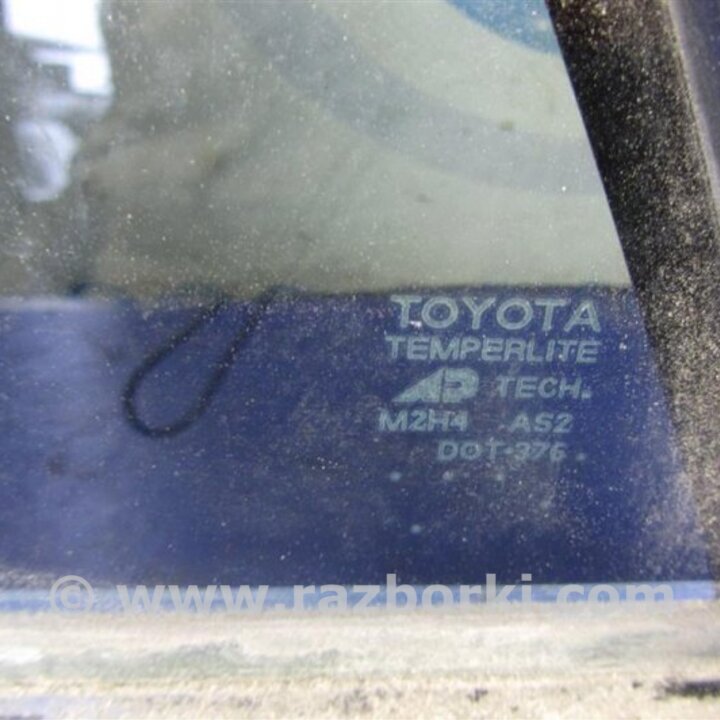 TOYOTA
TEMPERLITE
AP TECH.
M2H4 AS2
DOT·376
© www.razborki.com